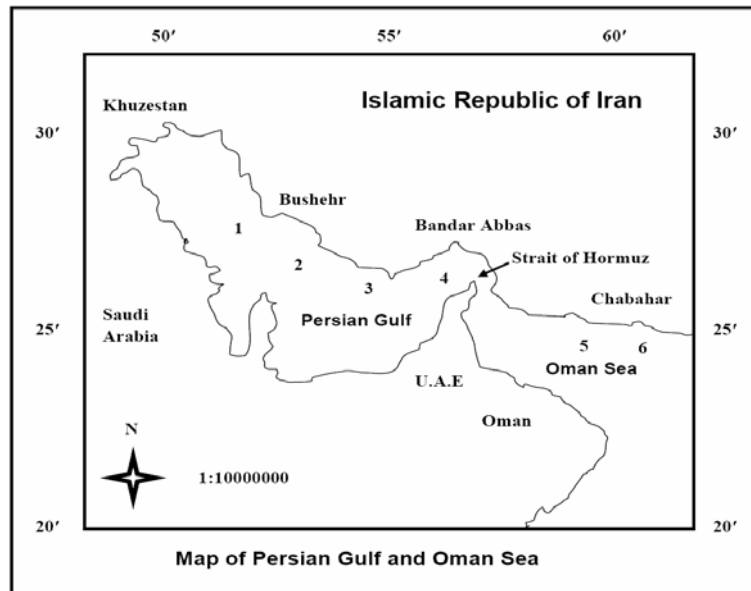 50′ 55′ 60′
Islamic Republic of Iran
Khuzestan
30′ 30′
Bushehr
1
Bandar Abbas
2
Strait of Hormuz
3 4
Chabahar
Saudi
Arabia
Persian Gulf
25′ 25′
5 6
Oman Sea
U.A.E
Oman
N
1:10000000
20′ 20′
Map of Persian Gulf and Oman Sea